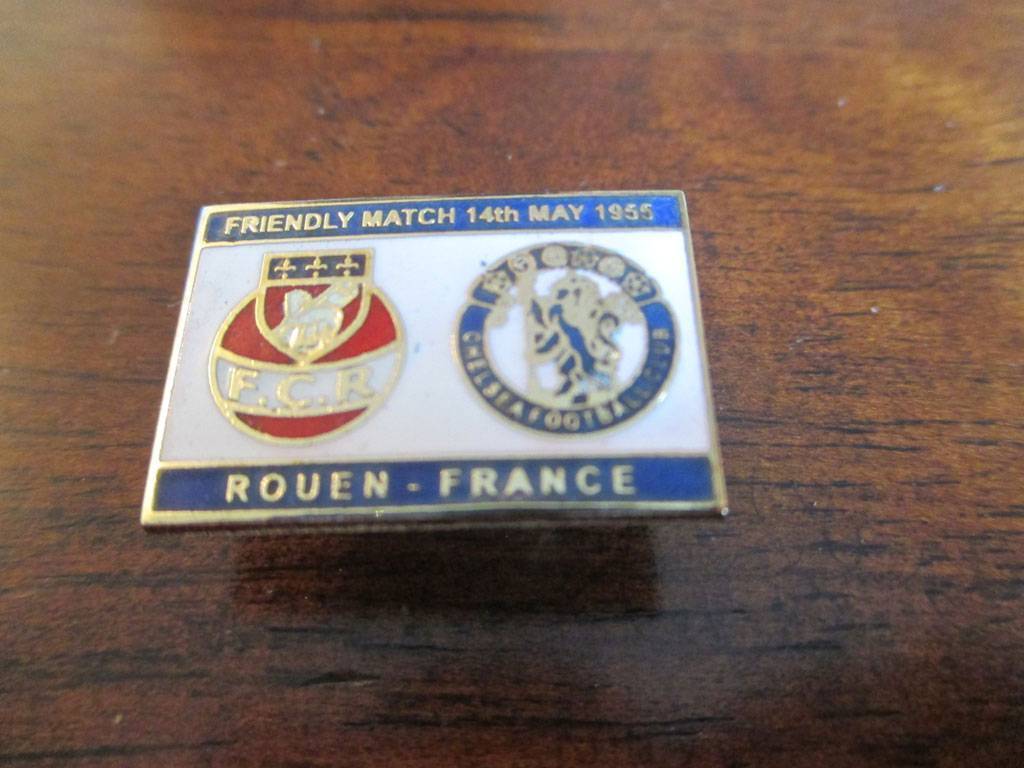 FRIENDLY MATCH 14th MAY 1955
F.C.R
CHELSEA FOOTBALL CLUB
ROUEN - FRANCE